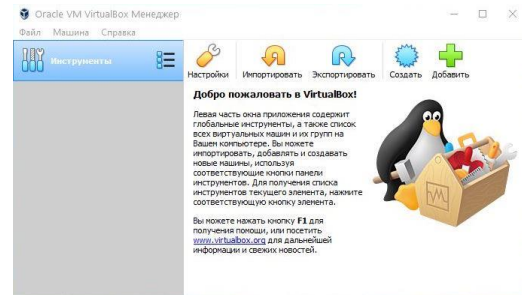 Oracle VM VirtualBox Менеджер
Файл Машина Справка
Инструменты
Настройки Импортировать Экспортировать Создать Добавить
Добро пожаловать в VirtualBox!
Левая часть окна приложения содержит
глобальные инструменты, а также список
всех виртуальных машин и их групп на
Вашем компьютере. Вы можете
импортировать, добавлять и создавать
новые машины, используя
соответствующие кнопки панели
инструментов. Для получения списка
инструментов текущего элемента, нажмите
соответствующую кнопку элемента.
Вы можете нажать кнопку F1 для
получения помощи, или посетить
www.virtualbox.org для дальнейшей
информации и свежих новостей.